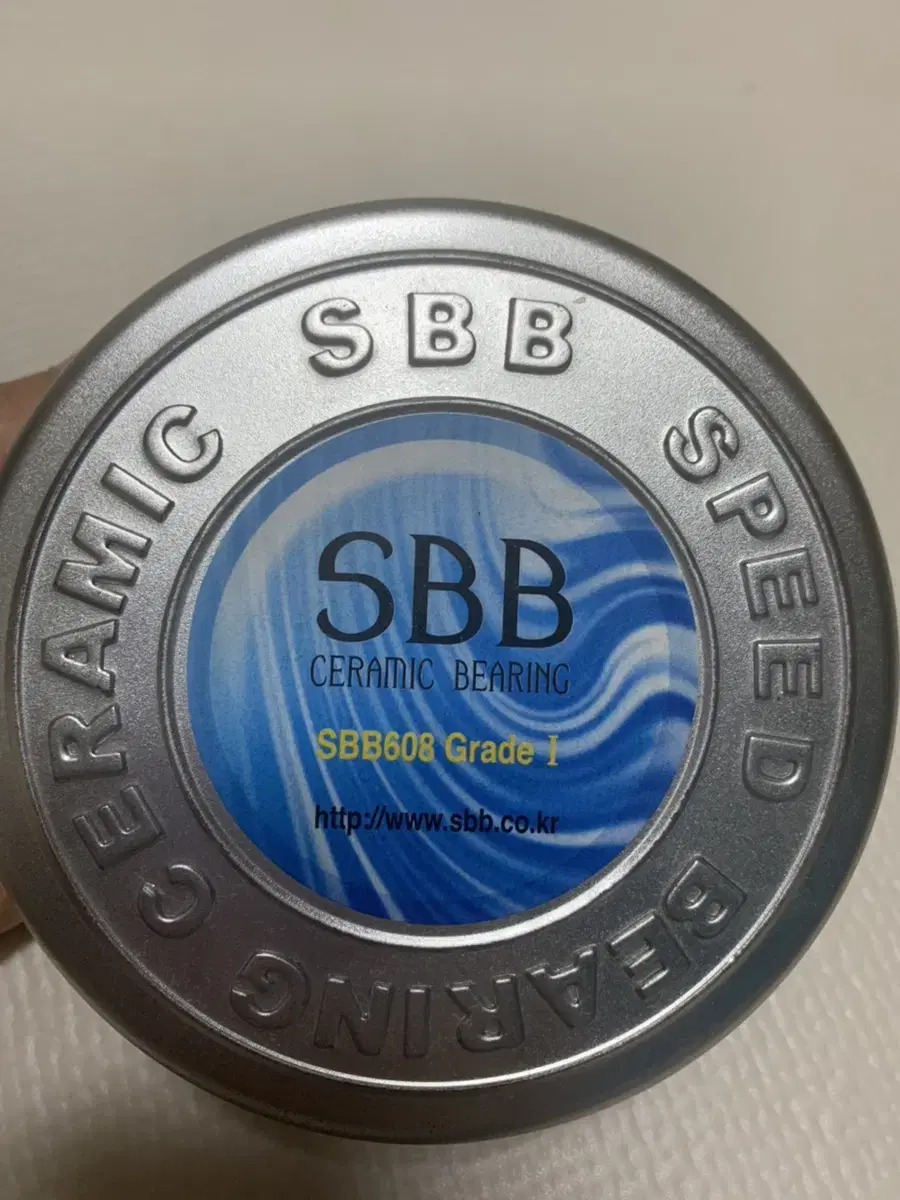 SBB SPEED BEARING CERAMIC
SBB
CERAMIC BEARING
SBB608 Grade I
http://www.sbb.co.kr